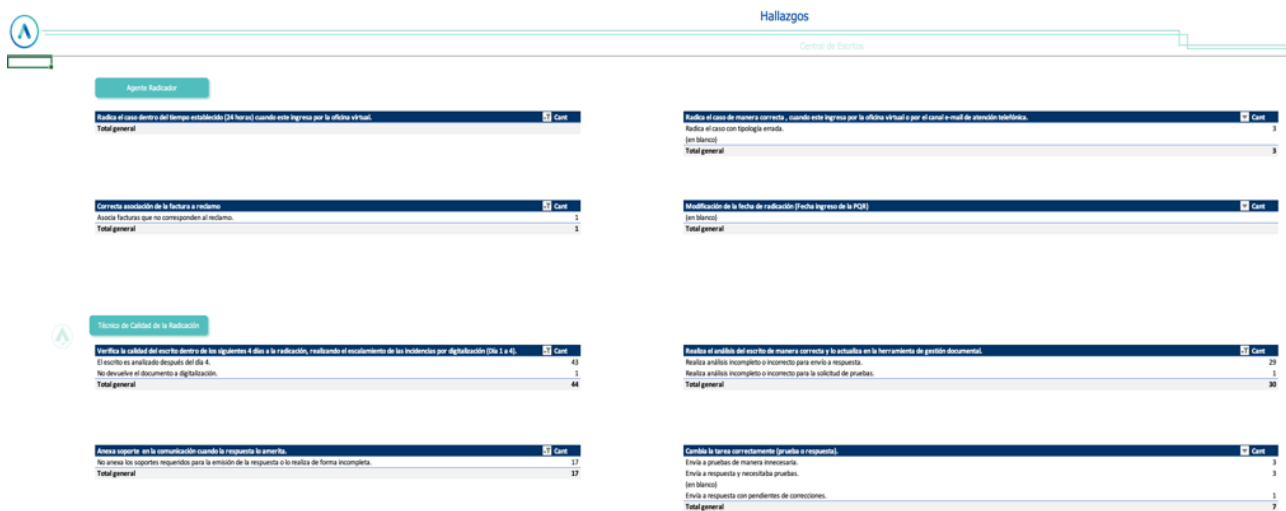 Hallazgos
Central de Escritos
Agente Radicador
Radica el caso dentro del tiempo establecido (24 horas) cuando este ingresa por la oficina virtual. Cant
Total general
Radica el caso de manera correcta , cuando este ingresa por la oficina virtual o por el canal e-mail de atención telefónica. Cant
Radica el caso con tipología errada. 3
(en blanco)
Total general 3
Correcta asociación de la factura a reclamo Cant
Asocia facturas que no corresponden al reclamo. 1
Total general 1
Modificación de la fecha de radicación (Fecha ingreso de la PQR) Cant
(en blanco)
Total general
Técnico de Calidad de la Radicación
Verifica la calidad del escrito dentro de los siguientes 4 días a la radicación, realizando el escalamiento de las incidencias por digitalización (Día 1 a 4). Cant
El escrito es analizado después del día 4. 43
No devuelve el documento a digitalización. 1
Total general 44
Realiza el análisis del escrito de manera correcta y lo actualiza en la herramienta de gestión documental. Cant
Realiza análisis incompleto o incorrecto para envío a respuesta. 29
Realiza análisis incompleto o incorrecto para la solicitud de pruebas. 1
Total general 30
Anexa soporte en la comunicación cuando la respuesta lo amerita. Cant
No anexa los soportes requeridos para la emisión de la respuesta o lo realiza de forma incompleta. 17
Total general 17
Cambia la tarea correctamente (prueba o respuesta). Cant
Envía a pruebas de manera innecesaria. 3
Envía a respuesta y necesitaba pruebas. 3
(en blanco)
Envía a respuesta con pendientes de correcciones. 1
Total general 7